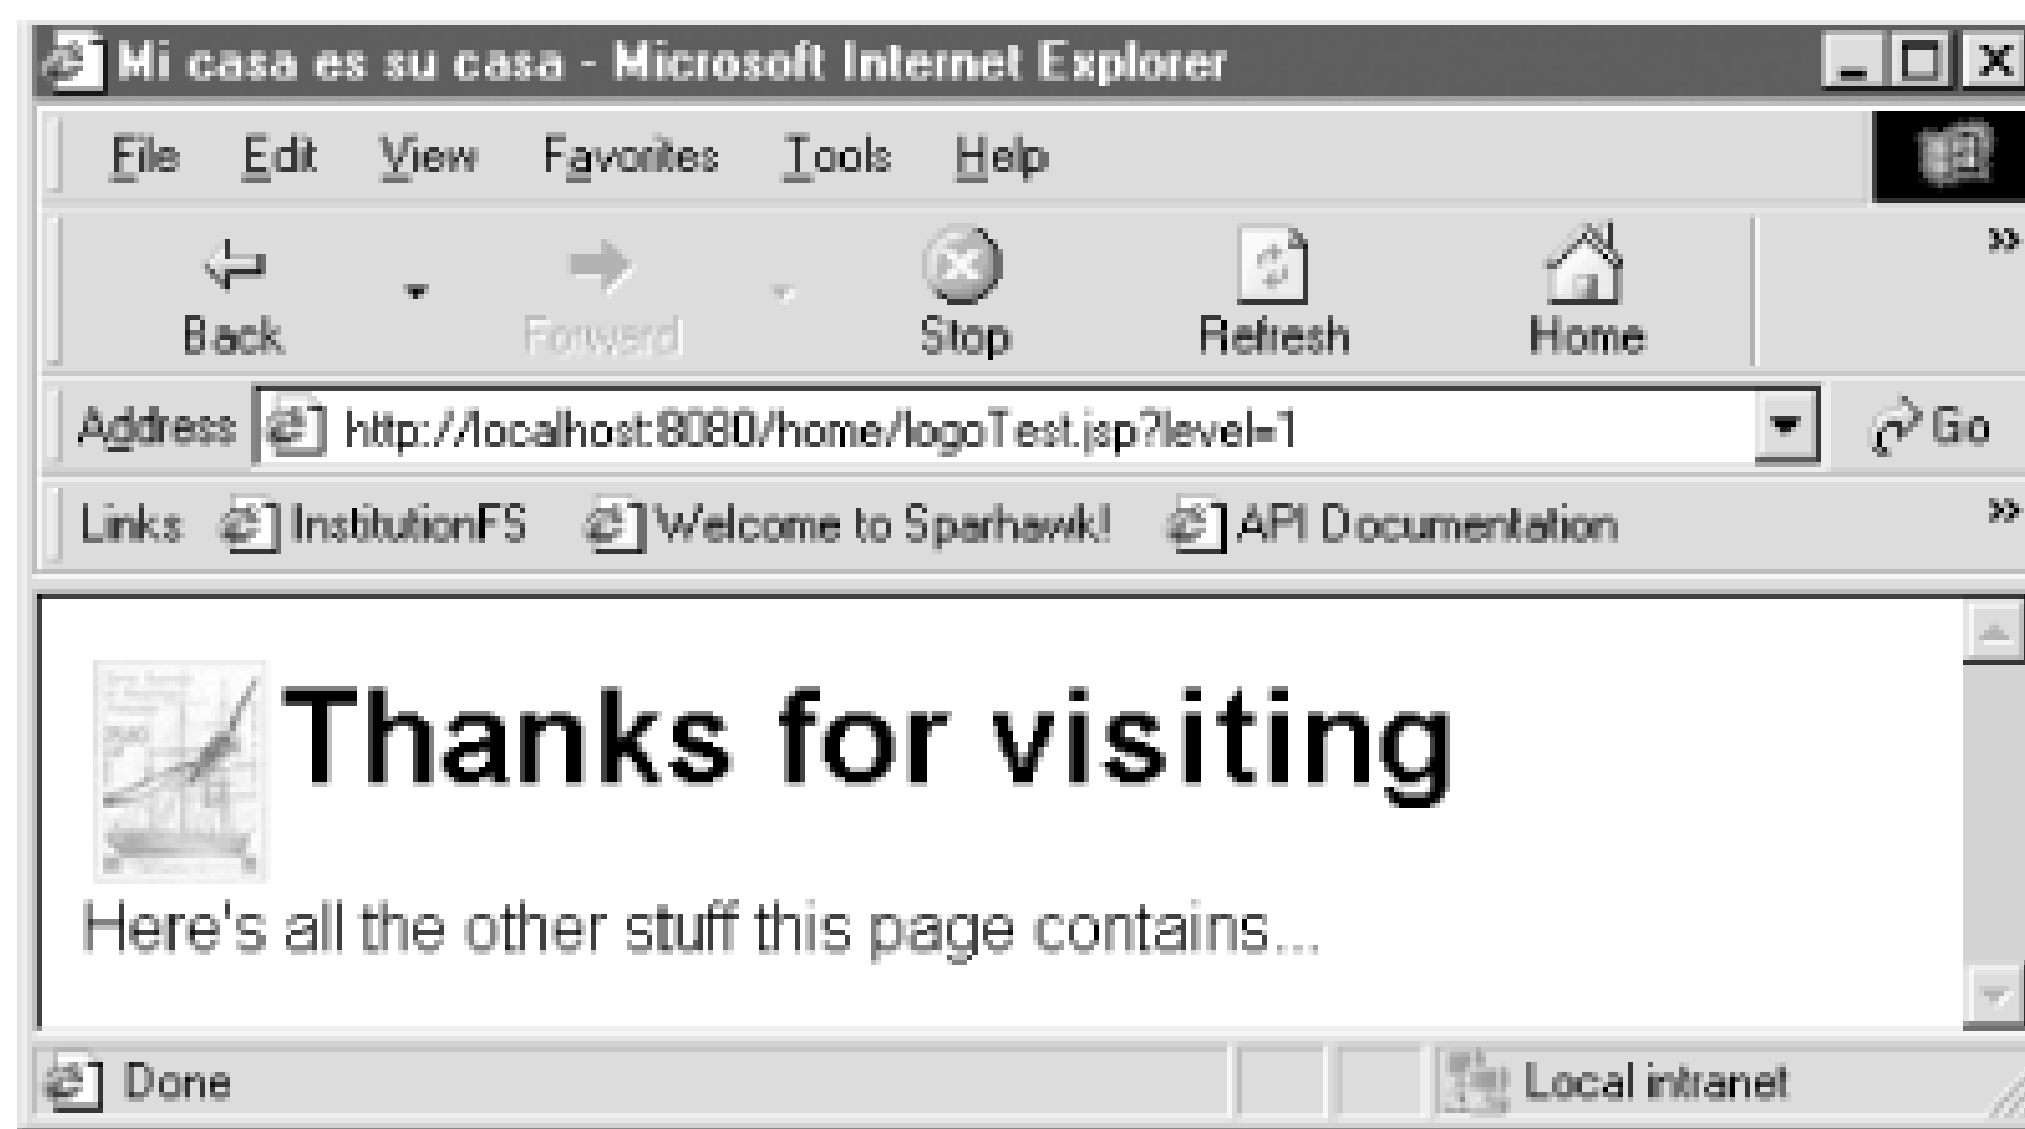 Mi casa es su casa - Microsoft Internet Explorer
File Edit View Favorites Tools Help
»
Back Forward Stop Refresh Home
Address http://localhost:8080/home/logoTest.jsp?level=1 Go
Links InstitutionFS Welcome to Sparhawk! API Documentation »
Thanks for visiting
Here's all the other stuff this page contains...
Done Local intranet